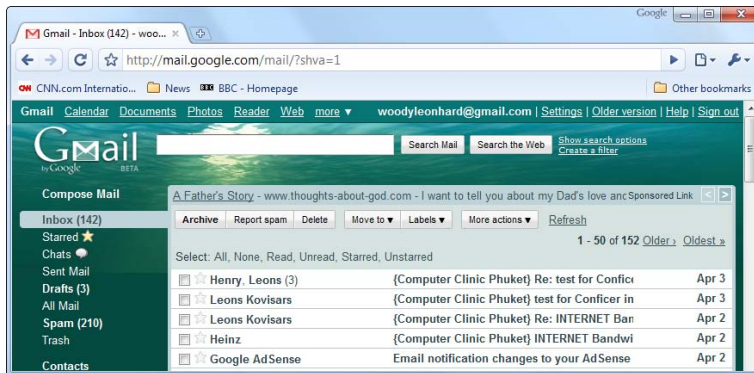 Google
Gmail - Inbox (142) - woo...
http://mail.google.com/mail/?shva=1
CNN CNN.com Internatio... News BBC BBC - Homepage Other bookmarks
Gmail Calendar Documents Photos Reader Web more ▼ woodyleonhard@gmail.com | Settings | Older version | Help | Sign out
Gmail
by Google BETA
Search Mail Search the Web Show search options
Create a filter
Compose Mail
A Father's Story - www.thoughts-about-god.com - I want to tell you about my Dad's love and Sponsored Link < >
Inbox (142)
Archive Report spam Delete Move to ▼ Labels ▼ More actions ▼ Refresh
Starred
1 - 50 of 152 Older › Oldest »
Chats
Select: All, None, Read, Unread, Starred, Unstarred
Sent Mail
Henry, Leons (3) {Computer Clinic Phuket} Re: test for Confic Apr 3
Drafts (3)
Leons Kovisars {Computer Clinic Phuket} test for Conficer in Apr 3
All Mail
Leons Kovisars {Computer Clinic Phuket} Re: INTERNET Ban Apr 2
Spam (210)
Heinz {Computer Clinic Phuket} INTERNET Bandwi Apr 2
Trash
Google AdSense Email notification changes to your AdSense Apr 2
Contacts